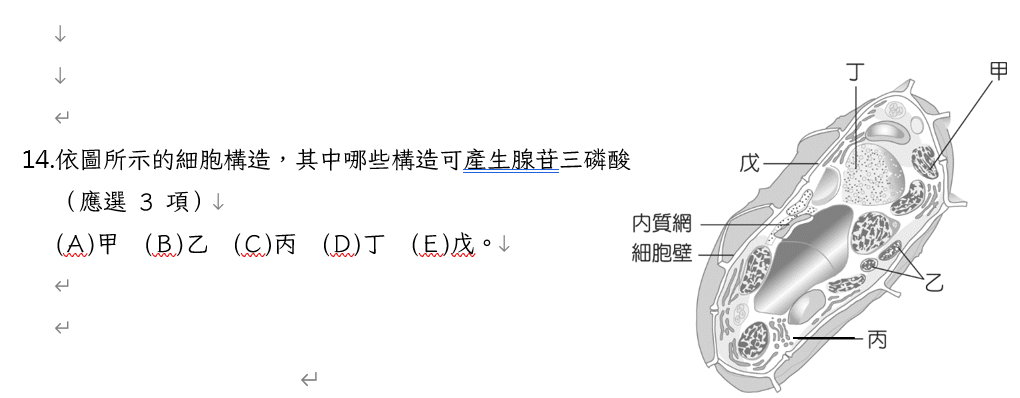 14.依圖所示的細胞構造，其中哪些構造可產生腺苷三磷酸
（應選 3 項）
(A)甲 (B)乙 (C)丙 (D)丁 (E)戊。
丁
甲
戊
內質網
細胞壁
乙
丙